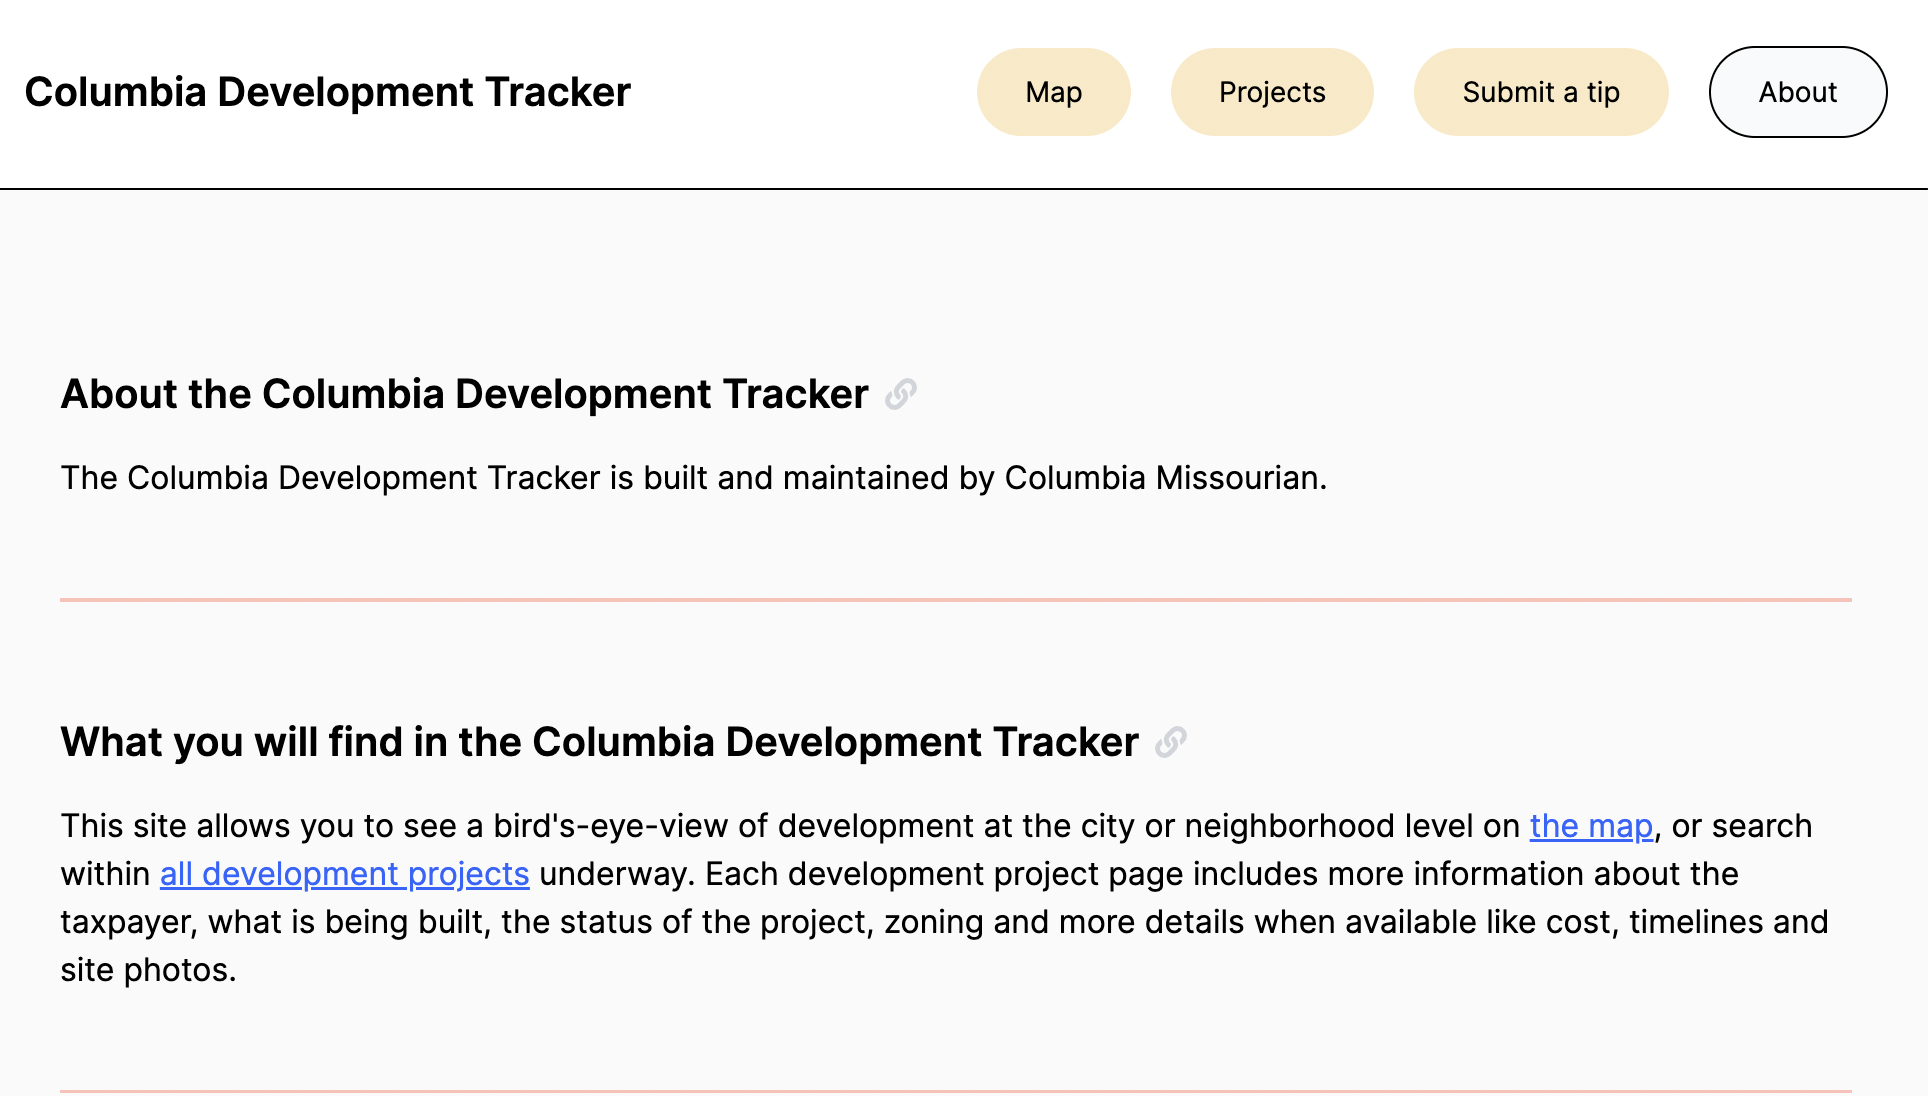 Columbia Development Tracker
Map
Projects
Submit a tip
About
About the Columbia Development Tracker
The Columbia Development Tracker is built and maintained by Columbia Missourian.
What you will find in the Columbia Development Tracker
This site allows you to see a bird's-eye-view of development at the city or neighborhood level on the map, or search
within all development projects underway. Each development project page includes more information about the
taxpayer, what is being built, the status of the project, zoning and more details when available like cost, timelines and
site photos.